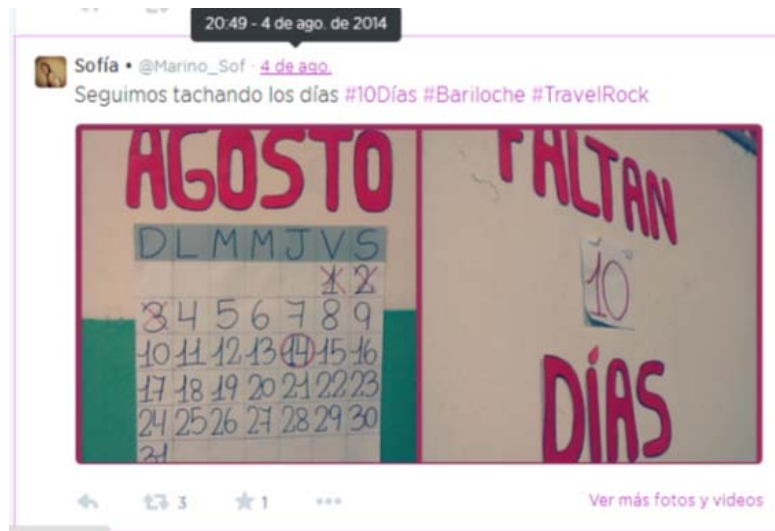 20:49 - 4 de ago. de 2014
Sofía • @Marino_Sof · 4 de ago.
Seguimos tachando los días #10Días #Bariloche #TravelRock
AGOSTO
D L M M J V S
1 2
3 4 5 6 7 8 9
10 11 12 13 14 15 16
17 18 19 20 21 22 23
24 25 26 27 28 29 30
31
FALTAN
10
DÍAS
3 1
Ver más fotos y videos